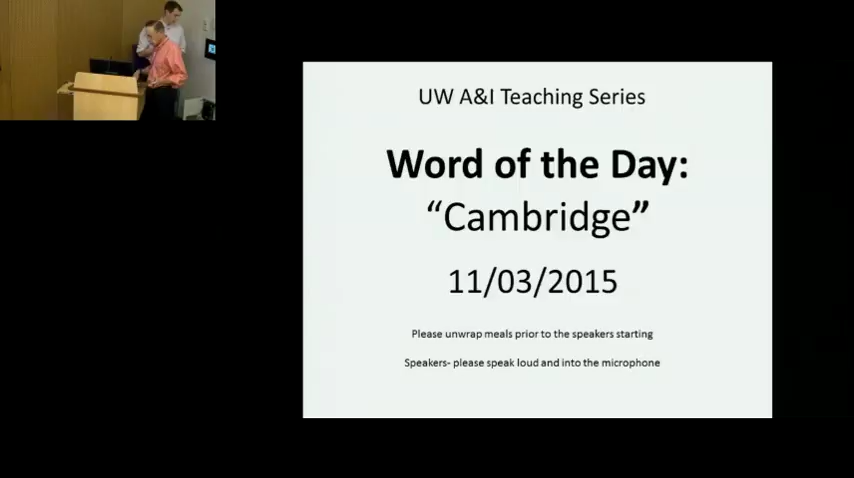 UW A&I Teaching Series
Word of the Day:
“Cambridge”
11/03/2015
Please unwrap meals prior to the speakers starting
Speakers- please speak loud and into the microphone